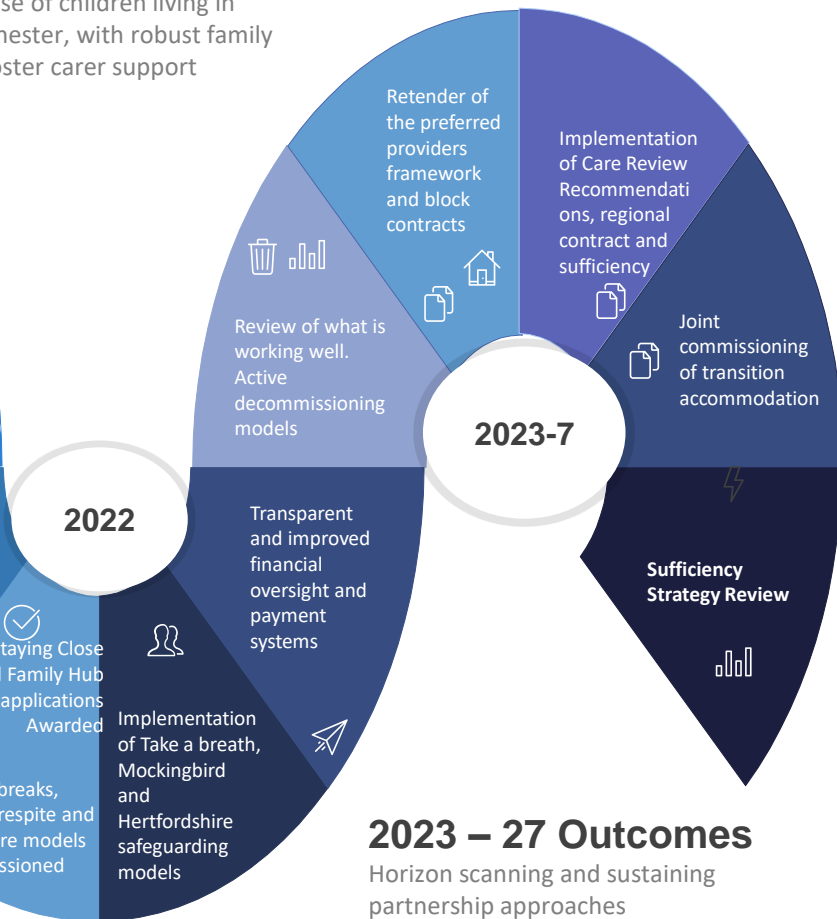 se of children living in
mester, with robust family
oster carer support
Retender of
the preferred
providers
framework
and block
contracts
Implementation
of Care Review
Recommendati
ons, regional
contract and
sufficiency
Review of what is
working well.
Active
decommissioning
models
Joint
commissioning
of transition
accommodation
2023-7
2022
Transparent
and improved
financial
oversight and
payment
systems
Sufficiency
Strategy Review
taying Close
Family Hub
applications
Awarded
Implementation
of Take a breath,
Mockingbird
and
Hertfordshire
safeguarding
models
breaks,
respite and
re models
ssioned
2023 – 27 Outcomes
Horizon scanning and sustaining
partnership approaches